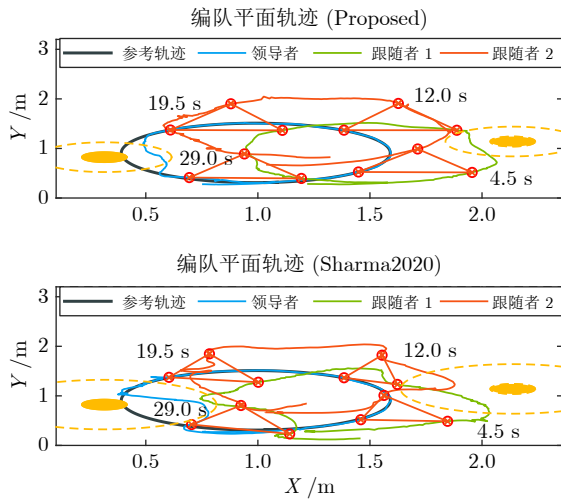 编队平面轨迹 (Proposed)
3
参考轨迹 领导者 跟随者 1 跟随者 2
2
19.5 s 12.0 s
Y /m
1
29.0 s
4.5 s
0
0.5 1.0 1.5 2.0
编队平面轨迹 (Sharma2020)
3
参考轨迹 领导者 跟随者 1 跟随者 2
2
19.5 s 12.0 s
Y /m
1
29.0 s
4.5 s
0
0.5 1.0 1.5 2.0
X /m